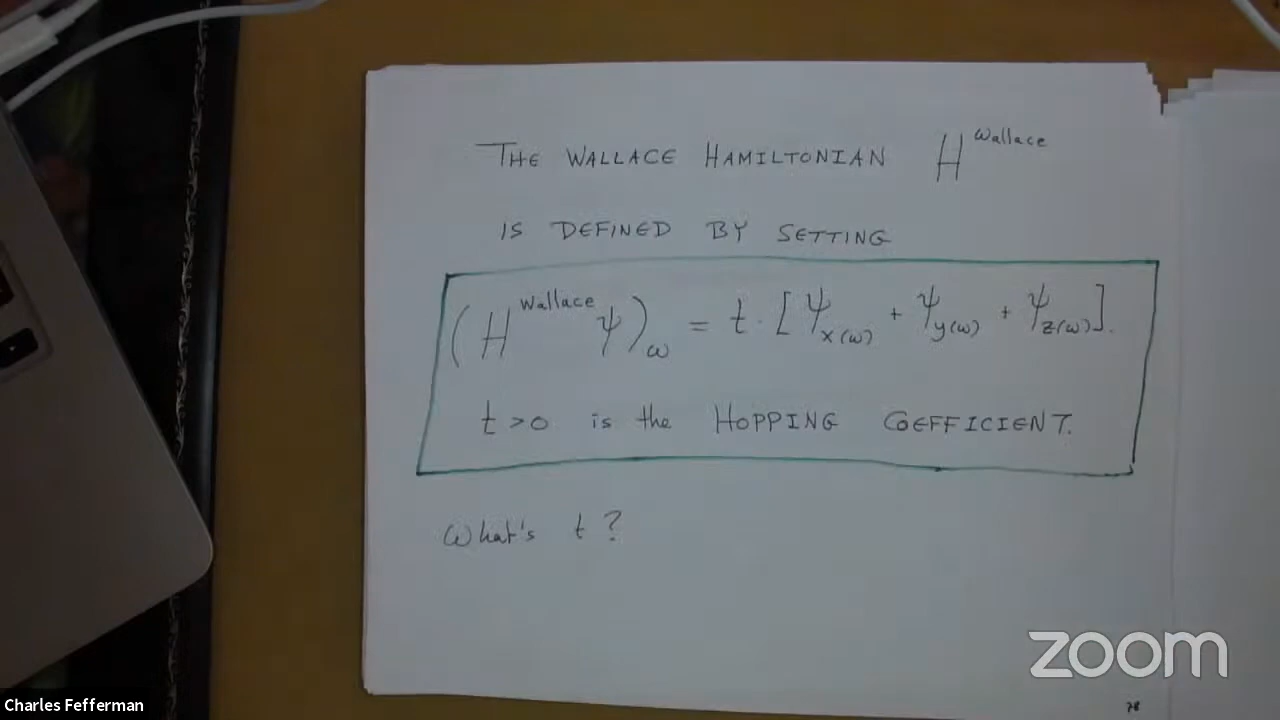 THE WALLACE HAMILTONIAN H^Wallace
IS DEFINED BY SETTING
(H^Wallace ψ)_ω = t · [ψ_x(ω) + ψ_y(ω) + ψ_z(ω)].
t > 0 is the HOPPING COEFFICIENT.
What's t ?
zoom
Charles Fefferman